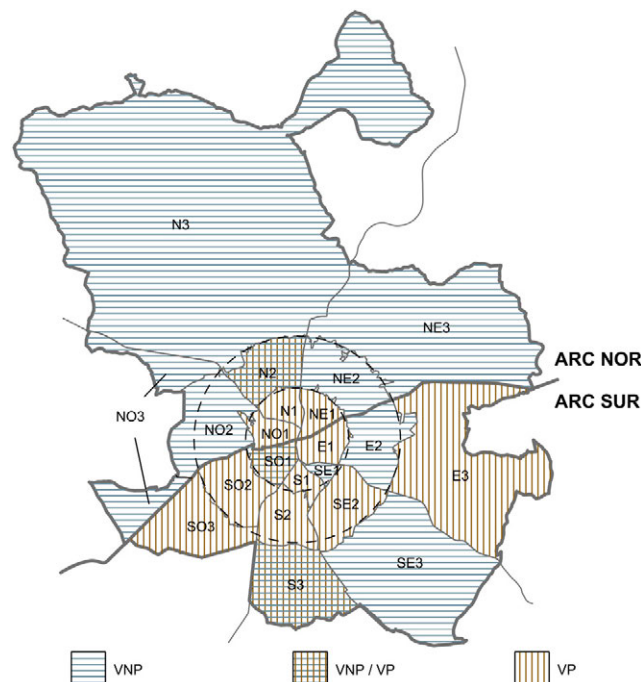 N3
NE3
ARC NOR
N2
NE2
ARC SUR
NO3
N1
NE1
NO2
NO1
E1
E2
SO1
SE1
E3
SO2
S1
SE2
S2
SO3
SE3
S3
VNP
VNP / VP
VP